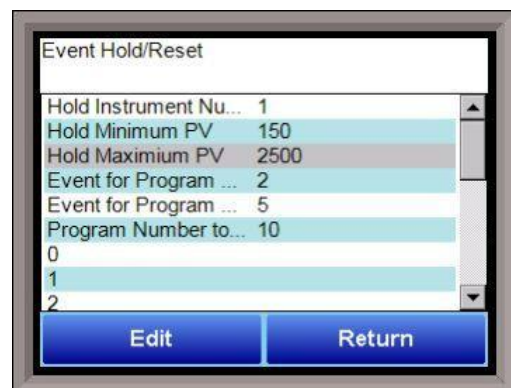 Event Hold/Reset
Hold Instrument Nu... 1
Hold Minimum PV 150
Hold Maximium PV 2500
Event for Program ... 2
Event for Program ... 5
Program Number to... 10
0
1
2
Edit Return